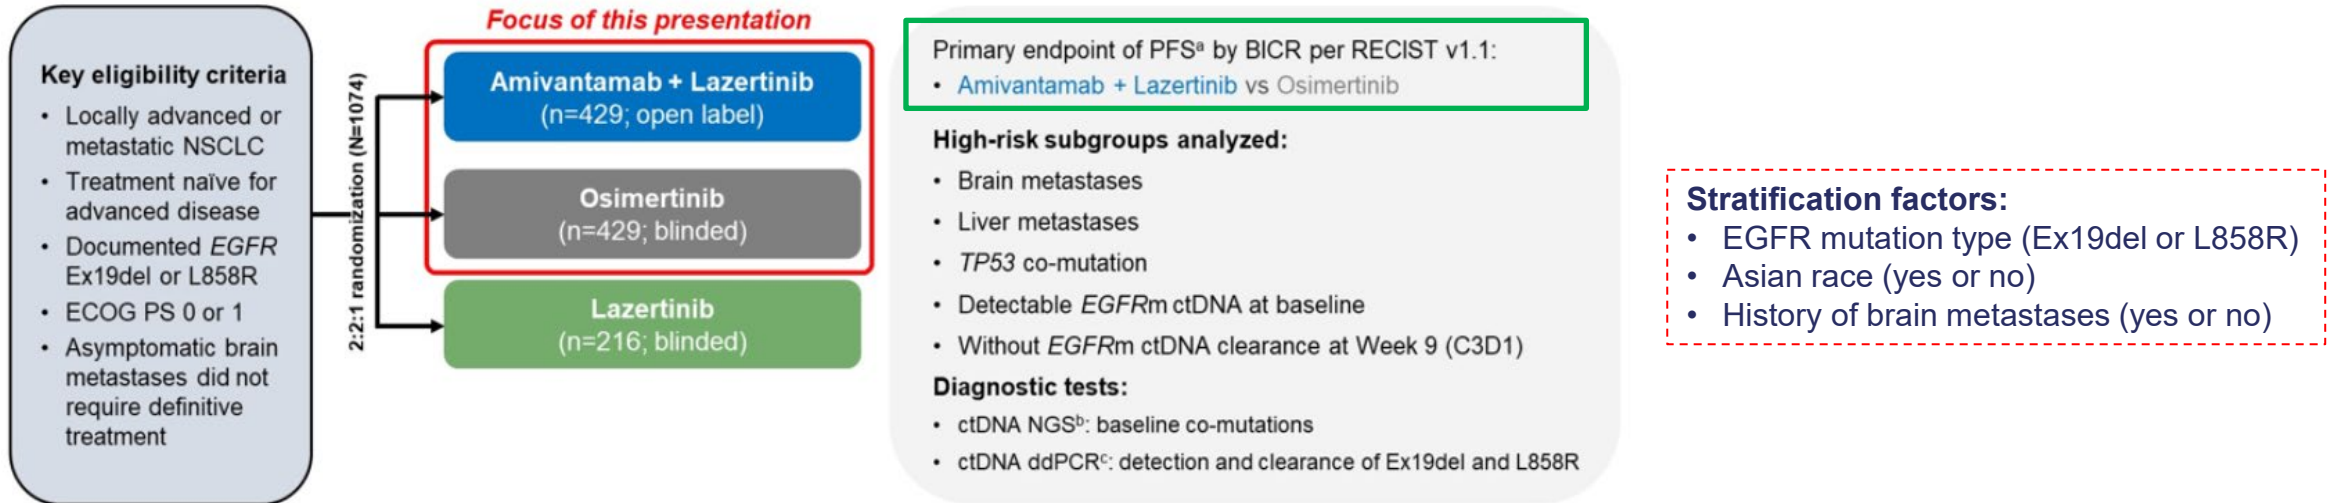 Focus of this presentation
Key eligibility criteria
• Locally advanced or
metastatic NSCLC
• Treatment naïve for
advanced disease
• Documented EGFR
Ex19del or L858R
• ECOG PS 0 or 1
• Asymptomatic brain
metastases did not
require definitive
treatment
2:2:1 randomization (N=1074)
Amivantamab + Lazertinib
(n=429; open label)
Osimertinib
(n=429; blinded)
Lazertinib
(n=216; blinded)
Primary endpoint of PFSᵃ by BICR per RECIST v1.1:
• Amivantamab + Lazertinib vs Osimertinib
High-risk subgroups analyzed:
• Brain metastases
• Liver metastases
• TP53 co-mutation
• Detectable EGFRm ctDNA at baseline
• Without EGFRm ctDNA clearance at Week 9 (C3D1)
Diagnostic tests:
• ctDNA NGSᵇ: baseline co-mutations
• ctDNA ddPCRᶜ: detection and clearance of Ex19del and L858R
Stratification factors:
• EGFR mutation type (Ex19del or L858R)
• Asian race (yes or no)
• History of brain metastases (yes or no)